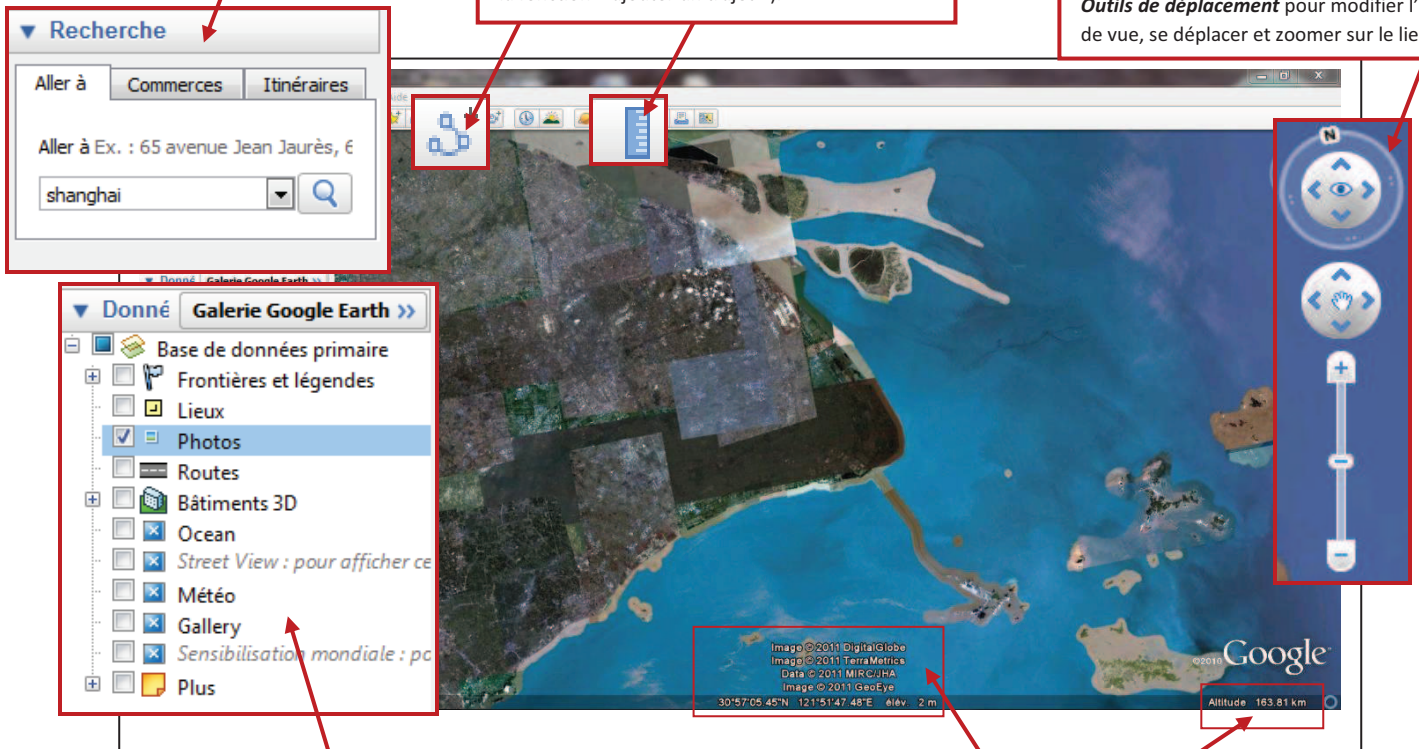 Outils de déplacement pour modifier l'
de vue, se déplacer et zoomer sur le lie
Recherche
Aller à
Commerces
Itinéraires
Aller à Ex. : 65 avenue Jean Jaurès, 6
shanghai
N
Donné Galerie Google Earth >>
Donné Galerie Google Earth >>
Base de données primaire
Frontières et légendes
Lieux
Photos
Routes
Bâtiments 3D
Ocean
Street View : pour afficher ce
Météo
Gallery
Sensibilisation mondiale : po
Plus
Image © 2011 DigitalGlobe
Image © 2011 TerraMetrics
Data © 2011 MIRC/JHA
Image © 2011 GeoEye
30°57'05.45"N 121°51'47.48"E élév. 2 m
©2010 Google
Altitude 163.81 km